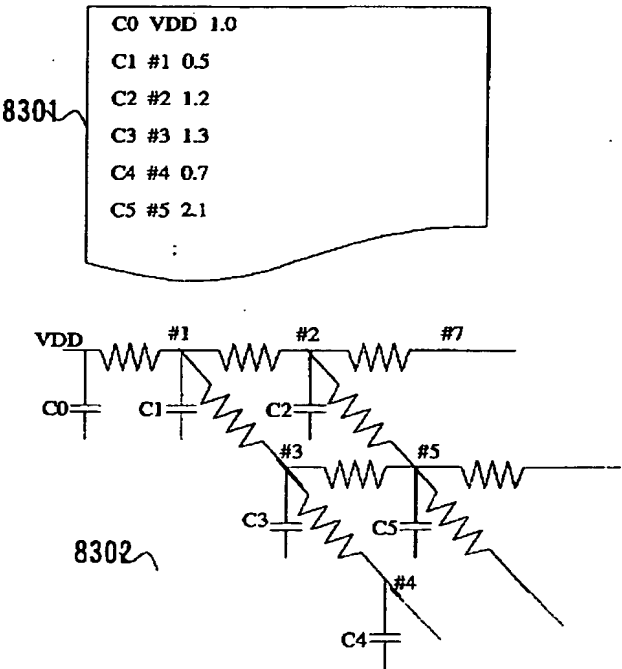 C0 VDD 1.0
C1 #1 0.5
8301
C2 #2 1.2
C3 #3 1.3
C4 #4 0.7
C5 #5 2.1
:
VDD #1 #2 #7
C0 C1 C2
#3 #5
C3 C5
8302
#4
C4